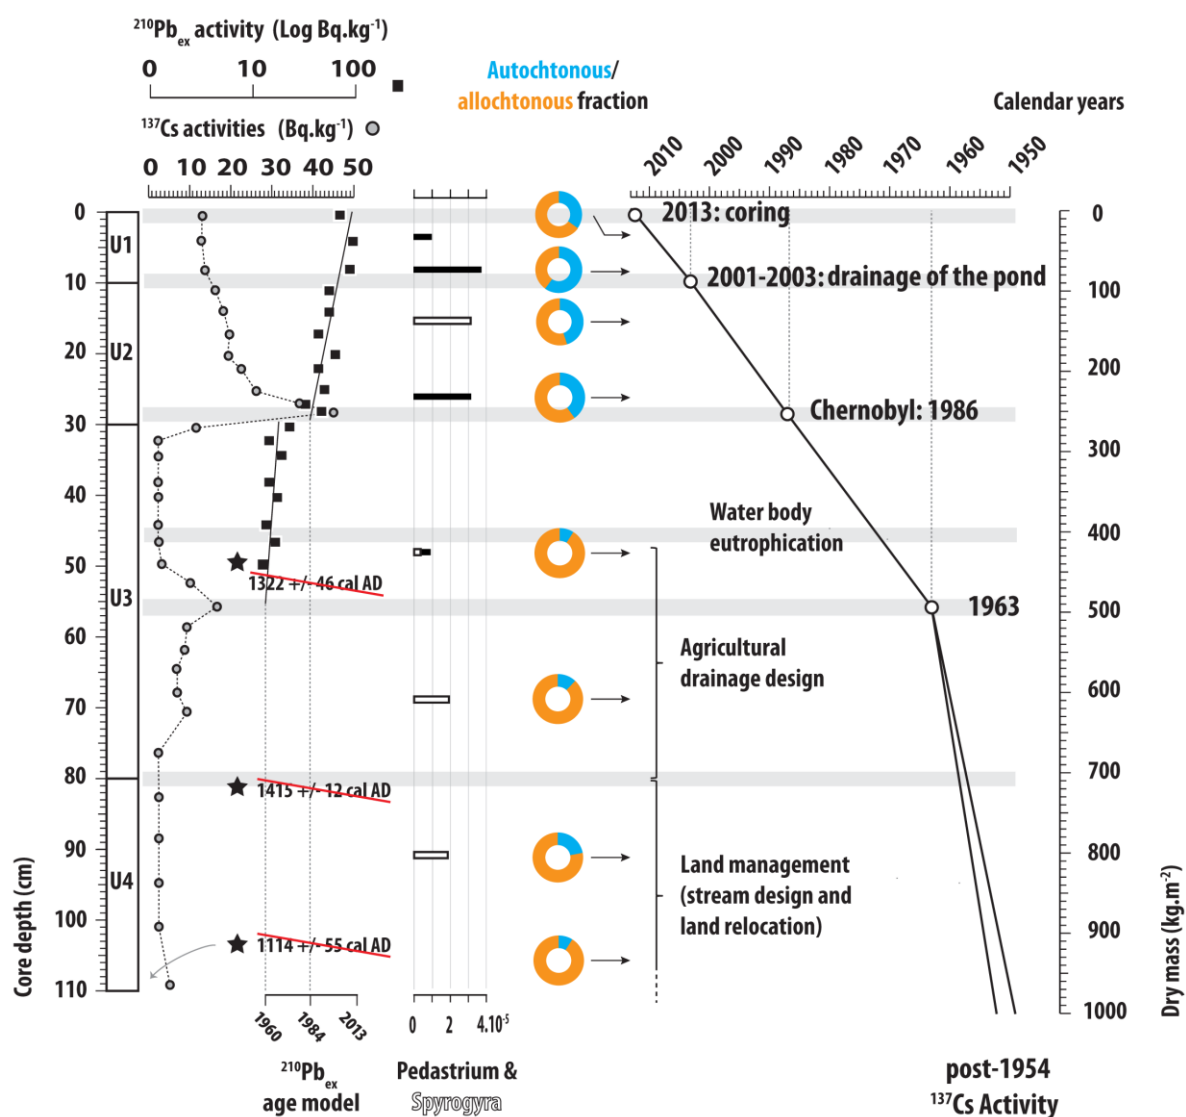 ²¹⁰Pbₑₓ activity (Log Bq.kg⁻¹)
0 10 100
¹³⁷Cs activities (Bq.kg⁻¹)
0 10 20 30 40 50
Autochtonous/
allochtonous fraction
Calendar years
2010 2000 1990 1980 1970 1960 1950
0
10
20
30
40
50
60
70
80
90
100
110
Core depth (cm)
U1
U2
U3
U4
1322 +/- 46 cal AD
1415 +/- 12 cal AD
1114 +/- 55 cal AD
1960 1984 2013
²¹⁰Pbₑₓ
age model
0 2 4.10⁻⁵
Pedastrium &
Spyrogyra
2013: coring
2001-2003: drainage of the pond
Chernobyl: 1986
Water body
eutrophication
1963
Agricultural
drainage design
Land management
(stream design and
land relocation)
0
100
200
300
400
500
600
700
800
900
1000
Dry mass (kg.m⁻²)
post-1954
¹³⁷Cs Activity